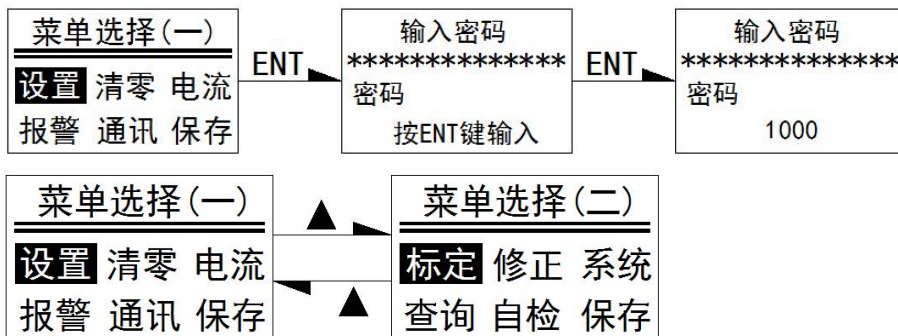 菜单选择(一)
设置 清零 电流
报警 通讯 保存
ENT
输入密码
**************
密码
按ENT键输入
ENT
输入密码
**************
密码
1000
菜单选择(一)
设置 清零 电流
报警 通讯 保存
▲
▲
菜单选择(二)
标定 修正 系统
查询 自检 保存